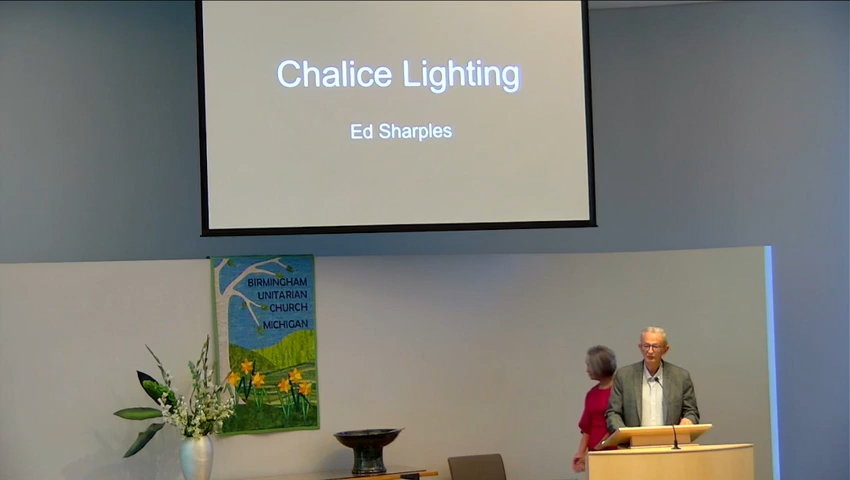 Chalice Lighting
Ed Sharples
BIRMINGHAM
UNITARIAN
CHURCH
MICHIGAN